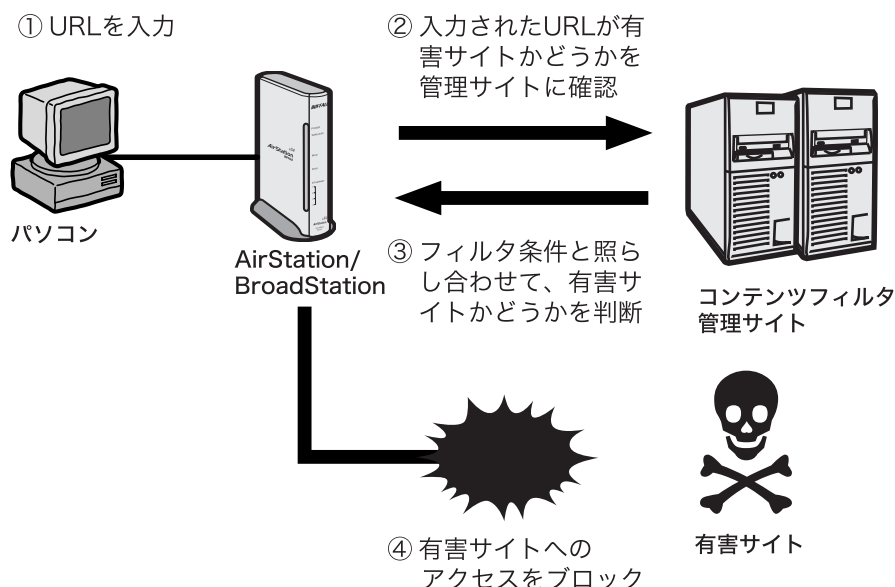 ① URLを入力
② 入力されたURLが有
害サイトかどうかを
管理サイトに確認
パソコン
AirStation/
BroadStation
③ フィルタ条件と照ら
し合わせて、有害サ
イトかどうかを判断
コンテンツフィルタ
管理サイト
④ 有害サイトへの
アクセスをブロック
有害サイト
AirStation